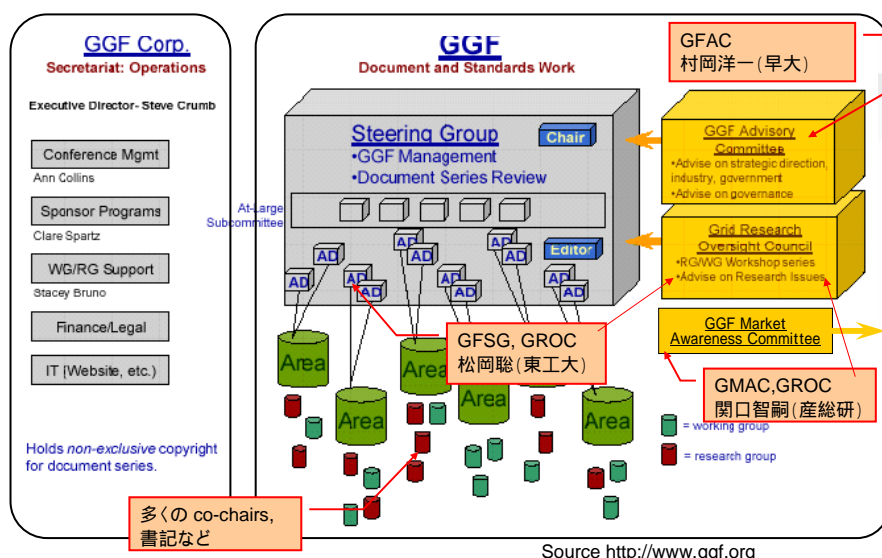 GGF Corp.
Secretariat: Operations
Executive Director- Steve Crumb
Conference Mgmt
Ann Collins
Sponsor Programs
Clare Spartz
WG/RG Support
Stacey Bruno
Finance/Legal
IT (Website, etc.)
Holds non-exclusive copyright
for document series.
GGF
Document and Standards Work
Steering Group
•GGF Management
•Document Series Review
Chair
At-Large
Subcommittee
Editor
AD
AD
AD
AD
AD
AD
AD
AD
AD
AD
AD
AD
Area
Area
Area
Area
Area
Area
GFAC
村岡洋一(早大)
GGF Advisory
Committee
•Advise on strategic direction,
industry, government
•Advise on governance
Grid Research
Oversight Council
•RG/WG Workshop series
•Advise on Research Issues
GGF Market
Awareness Committee
GFSG, GROC
松岡聡(東工大)
GMAC,GROC
関口智嗣(産総研)
= working group
= research group
多くの co-chairs,
書記など
Source http://www.ggf.org